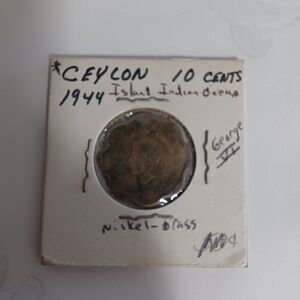 *CEYLON 10 CENTS
1944 Island Indian Ocean
George
VI
Nickel-Brass